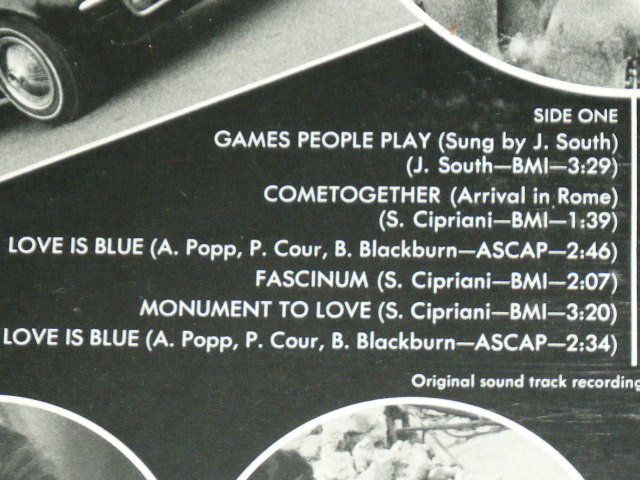 SIDE ONE
GAMES PEOPLE PLAY (Sung by J. South)
(J. South—BMI—3:29)
COMETOGETHER (Arrival in Rome)
(S. Cipriani—BMI—1:39)
LOVE IS BLUE (A. Popp, P. Cour, B. Blackburn—ASCAP—2:46)
FASCINUM (S. Cipriani—BMI—2:07)
MONUMENT TO LOVE (S. Cipriani—BMI—3:20)
LOVE IS BLUE (A. Popp, P. Cour, B. Blackburn—ASCAP—2:34)
Original sound track recording